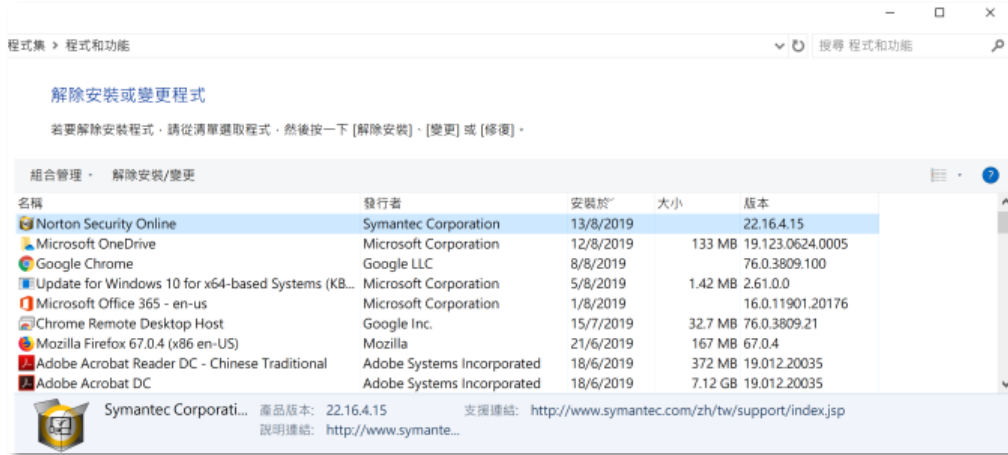 程式集 > 程式和功能 搜尋 程式和功能
解除安裝或變更程式
若要解除安裝程式，請從清單選取程式，然後按一下 [解除安裝]、[變更] 或 [修復]。
組合管理 解除安裝/變更
名稱 發行者 安裝於 大小 版本
Norton Security Online Symantec Corporation 13/8/2019 22.16.4.15
Microsoft OneDrive Microsoft Corporation 12/8/2019 133 MB 19.123.0624.0005
Google Chrome Google LLC 8/8/2019 76.0.3809.100
Update for Windows 10 for x64-based Systems (KB... Microsoft Corporation 5/8/2019 1.42 MB 2.61.0.0
Microsoft Office 365 - en-us Microsoft Corporation 1/8/2019 16.0.11901.20176
Chrome Remote Desktop Host Google Inc. 15/7/2019 32.7 MB 76.0.3809.21
Mozilla Firefox 67.0.4 (x86 en-US) Mozilla 21/6/2019 167 MB 67.0.4
Adobe Acrobat Reader DC - Chinese Traditional Adobe Systems Incorporated 18/6/2019 372 MB 19.012.20035
Adobe Acrobat DC Adobe Systems Incorporated 18/6/2019 7.12 GB 19.012.20035
Symantec Corporati... 產品版本: 22.16.4.15 支援連結: http://www.symantec.com/zh/tw/support/index.jsp
說明連結: http://www.symante...